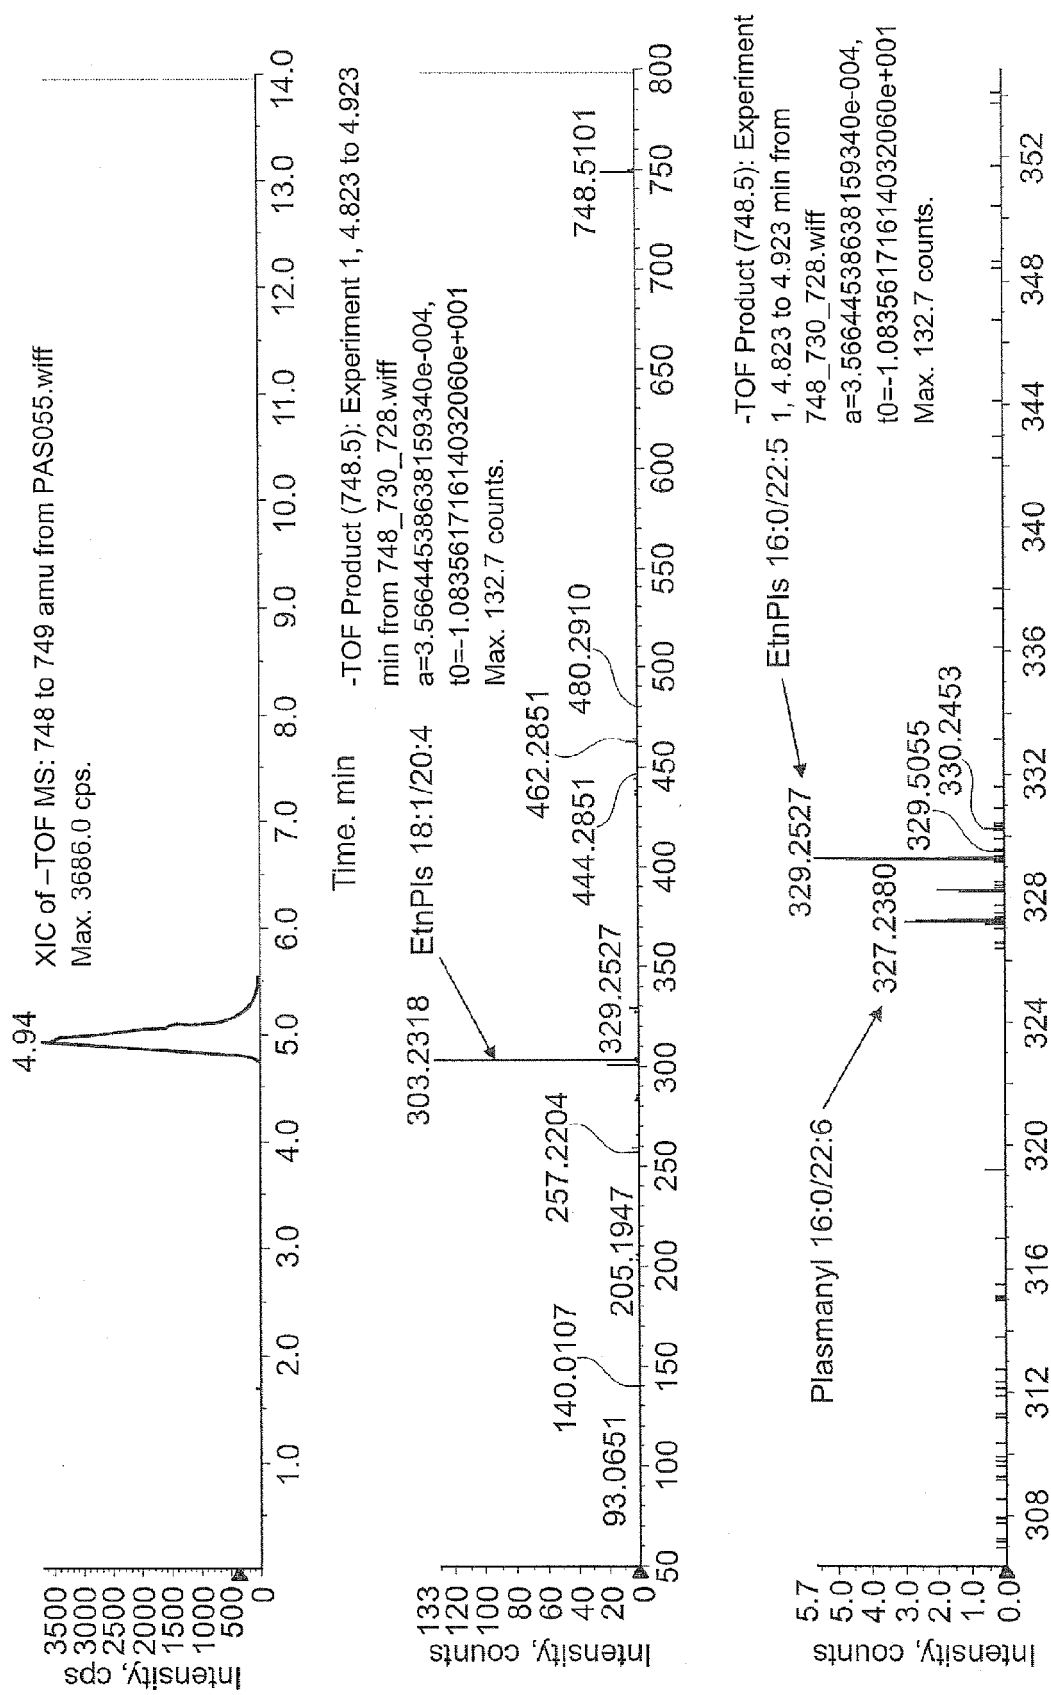 XIC of –TOF MS: 748 to 749 amu from PAS055.wiff
Max. 3686.0 cps.
4.94
Intensity, cps
3500
3000
2500
2000
1500
1000
500
0
1.0 2.0 3.0 4.0 5.0 6.0 7.0 8.0 9.0 10.0 11.0 12.0 13.0 14.0
Time. min
-TOF Product (748.5): Experiment 1, 4.823 to 4.923
min from 748_730_728.wiff
a=3.56644538638159340e-004,
t0=-1.08356171614032060e+001
Max. 132.7 counts.
EtnPls 18:1/20:4
303.2318
93.0651
140.0107
205.1947
257.2204
329.2527
444.2851
462.2851
480.2910
748.5101
Intensity, counts
133
120
100
80
60
40
20
0
50 100 150 200 250 300 350 400 450 500 550 600 650 700 750 800
-TOF Product (748.5): Experiment
1, 4.823 to 4.923 min from
748_730_728.wiff
a=3.56644538638159340e-004,
t0=-1.08356171614032060e+001
Max. 132.7 counts.
EtnPls 16:0/22:5
329.2527
329.5055
330.2453
327.2380
Plasmanyl 16:0/22:6
Intensity, counts
5.7
5.0
4.0
3.0
2.0
1.0
0.0
308 312 316 320 324 328 332 336 340 344 348 352